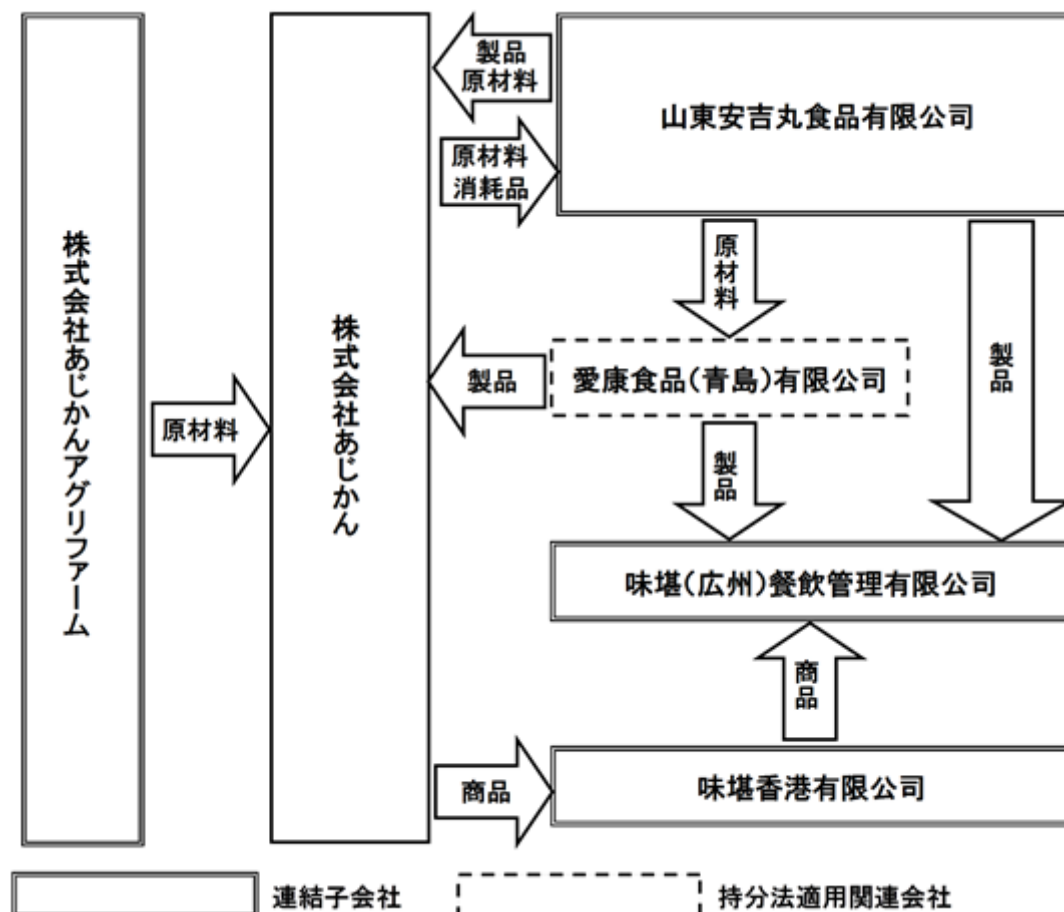 株式会社あじかんアグリファーム
原材料
株式会社あじかん
製品
原材料
原材料
消耗品
山東安吉丸食品有限公司
原材料
製品
製品
愛康食品（青島）有限公司
製品
味堪（広州）餐飲管理有限公司
商品
商品
味堪香港有限公司
連結子会社
持分法適用関連会社